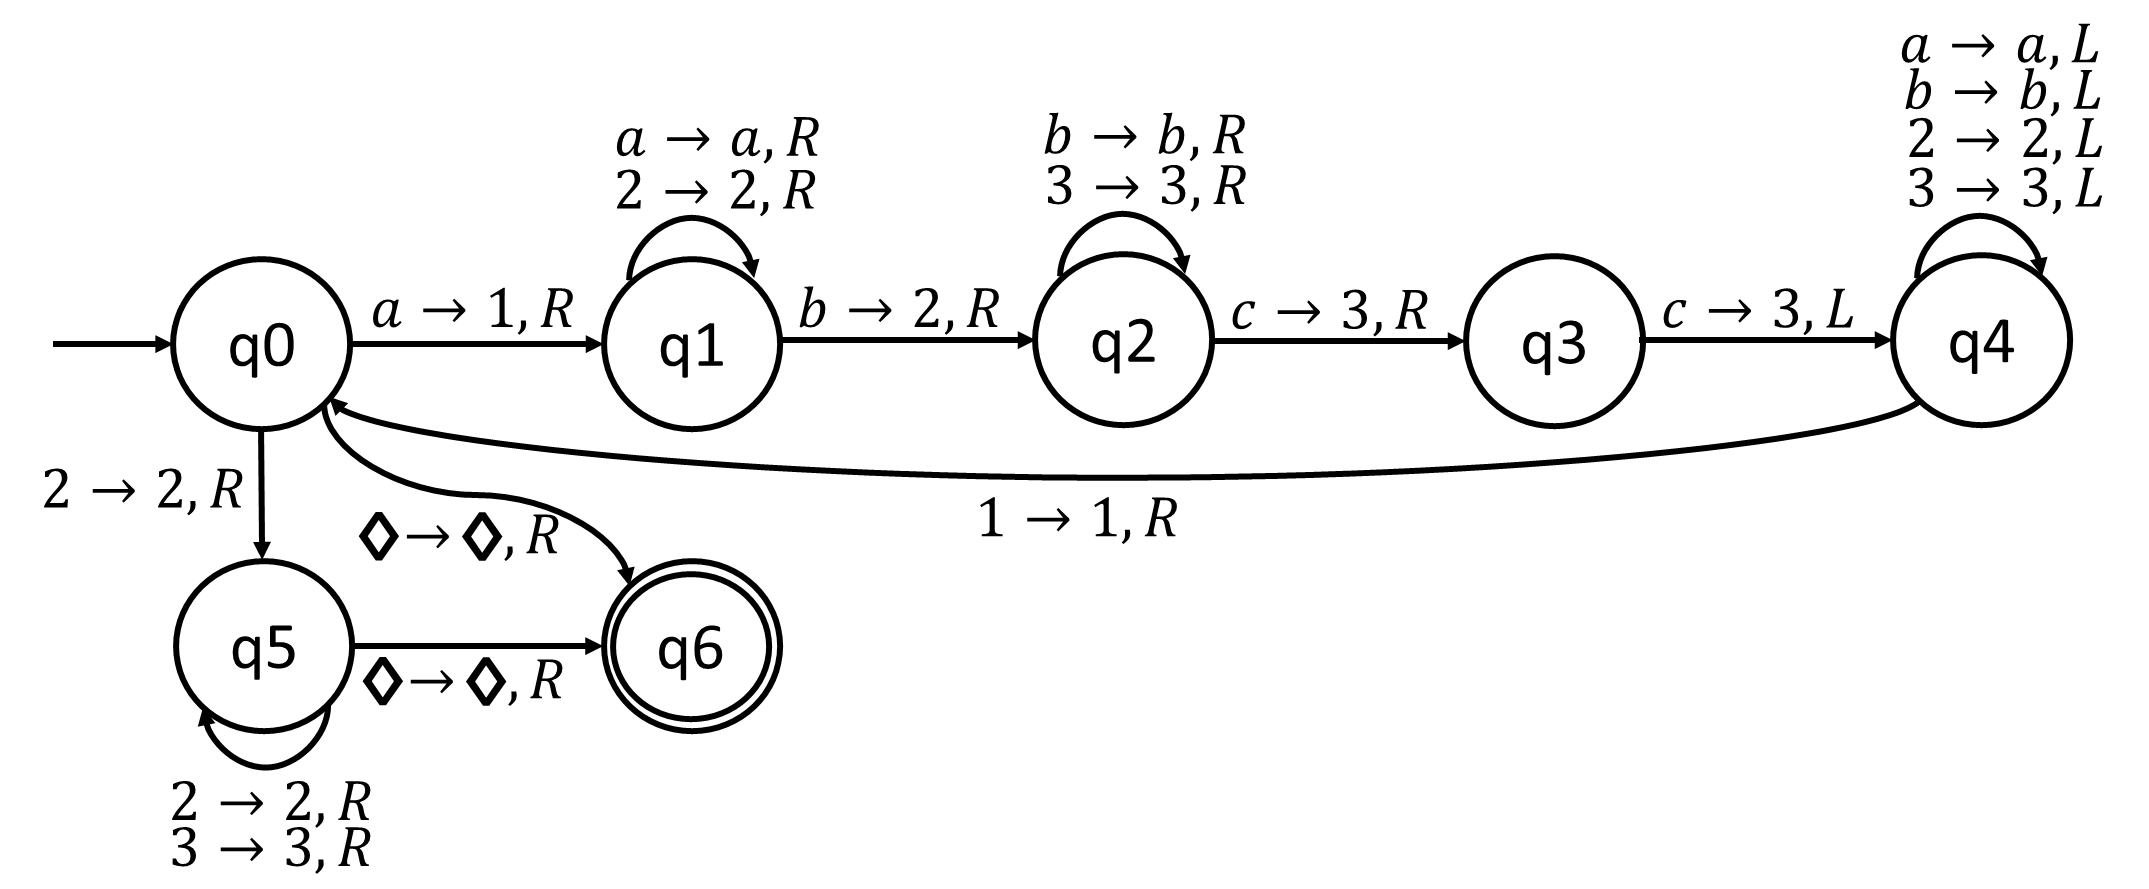 a → a, L
b → b, L
2 → 2, L
3 → 3, L
a → a, R
2 → 2, R
b → b, R
3 → 3, R
q0
a → 1, R
q1
b → 2, R
q2
c → 3, R
q3
c → 3, L
q4
2 → 2, R
◊ → ◊, R
1 → 1, R
q5
◊ → ◊, R
q6
2 → 2, R
3 → 3, R